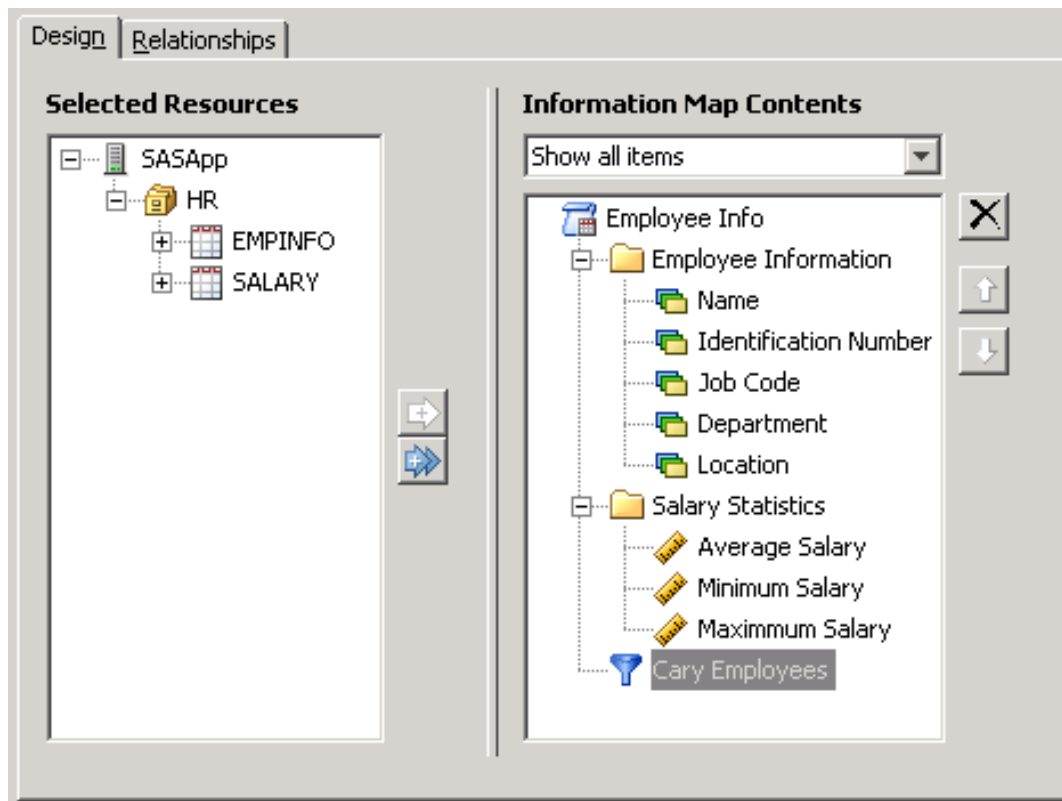 Design
Relationships
Selected Resources
SASApp
HR
EMPINFO
SALARY
Information Map Contents
Show all items
Employee Info
Employee Information
Name
Identification Number
Job Code
Department
Location
Salary Statistics
Average Salary
Minimum Salary
Maximmum Salary
Cary Employees